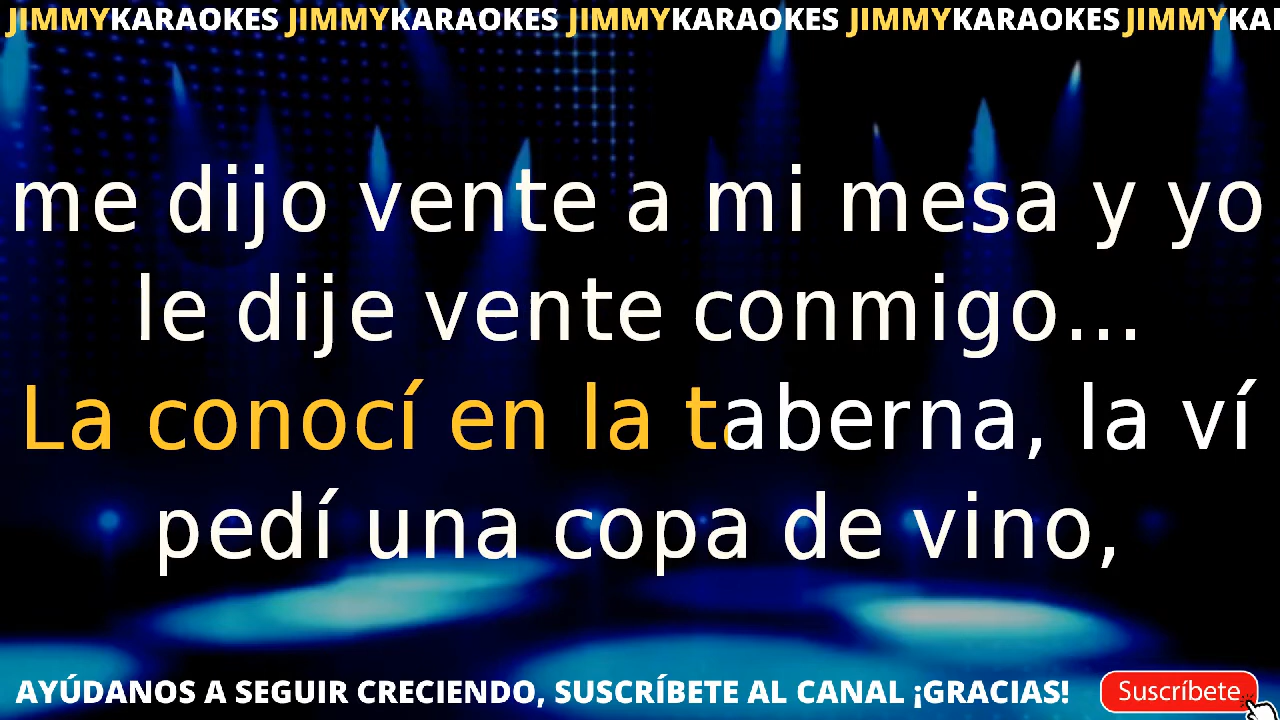 JIMMYKARAOKES JIMMYKARAOKES JIMMYKARAOKES JIMMYKARAOKES JIMMYKA
me dijo vente a mi mesa y yo
le dije vente conmigo...
La conocí en la taberna, la ví
pedí una copa de vino,
AYÚDANOS A SEGUIR CRECIENDO, SUSCRÍBETE AL CANAL ¡GRACIAS! Suscríbete